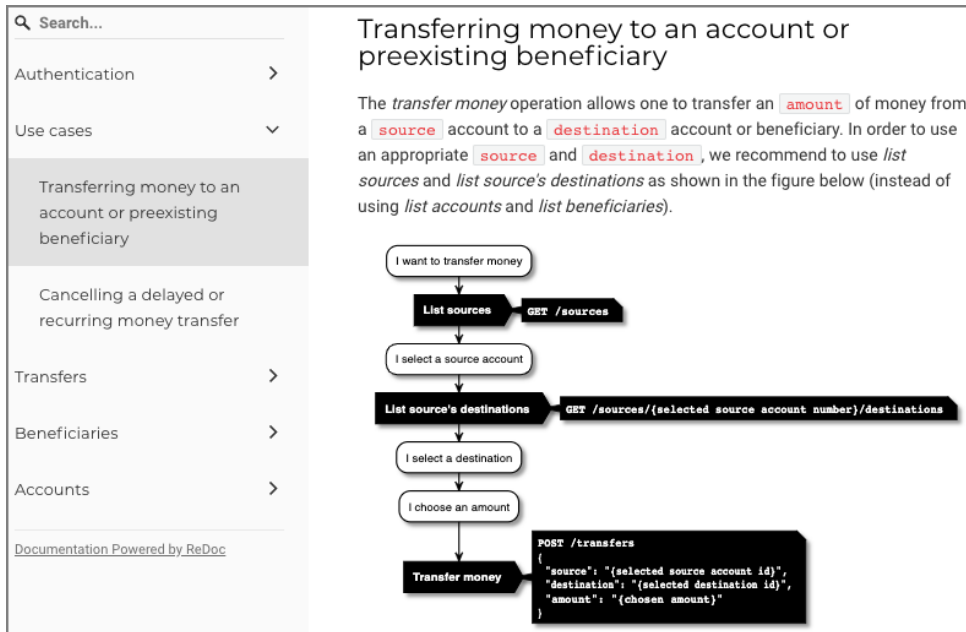 Search...
Authentication
Use cases
Transferring money to an
account or preexisting
beneficiary
Cancelling a delayed or
recurring money transfer
Transfers
Beneficiaries
Accounts
Documentation Powered by ReDoc
Transferring money to an account or
preexisting beneficiary
The transfer money operation allows one to transfer an amount of money from
a source account to a destination account or beneficiary. In order to use
an appropriate source and destination, we recommend to use list
sources and list source's destinations as shown in the figure below (instead of
using list accounts and list beneficiaries).
I want to transfer money
List sources
GET /sources
I select a source account
List source's destinations
GET /sources/{selected source account number}/destinations
I select a destination
I choose an amount
Transfer money
POST /transfers
{
"source": "{selected source account id}",
"destination": "{selected destination id}",
"amount": "{chosen amount}"
}